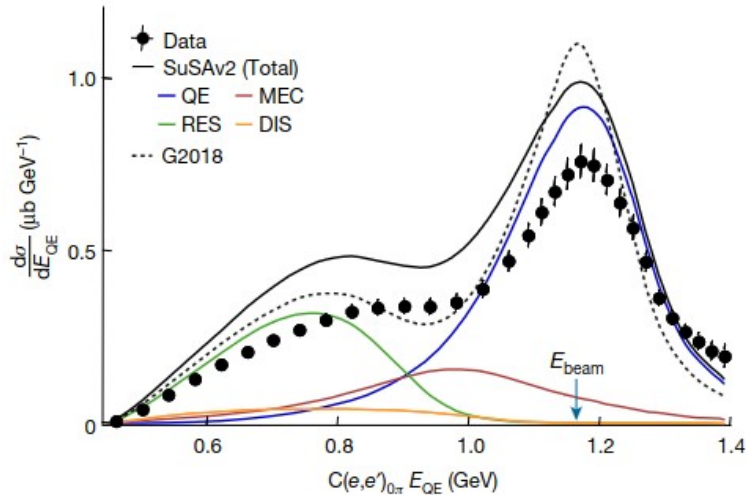 Data
SuSAv2 (Total)
QE MEC
RES DIS
G2018
1.0
0.5
0
dσ/dE_QE (μb GeV⁻¹)
E_beam
0.6 0.8 1.0 1.2 1.4
C(e,e′)₀π E_QE (GeV)